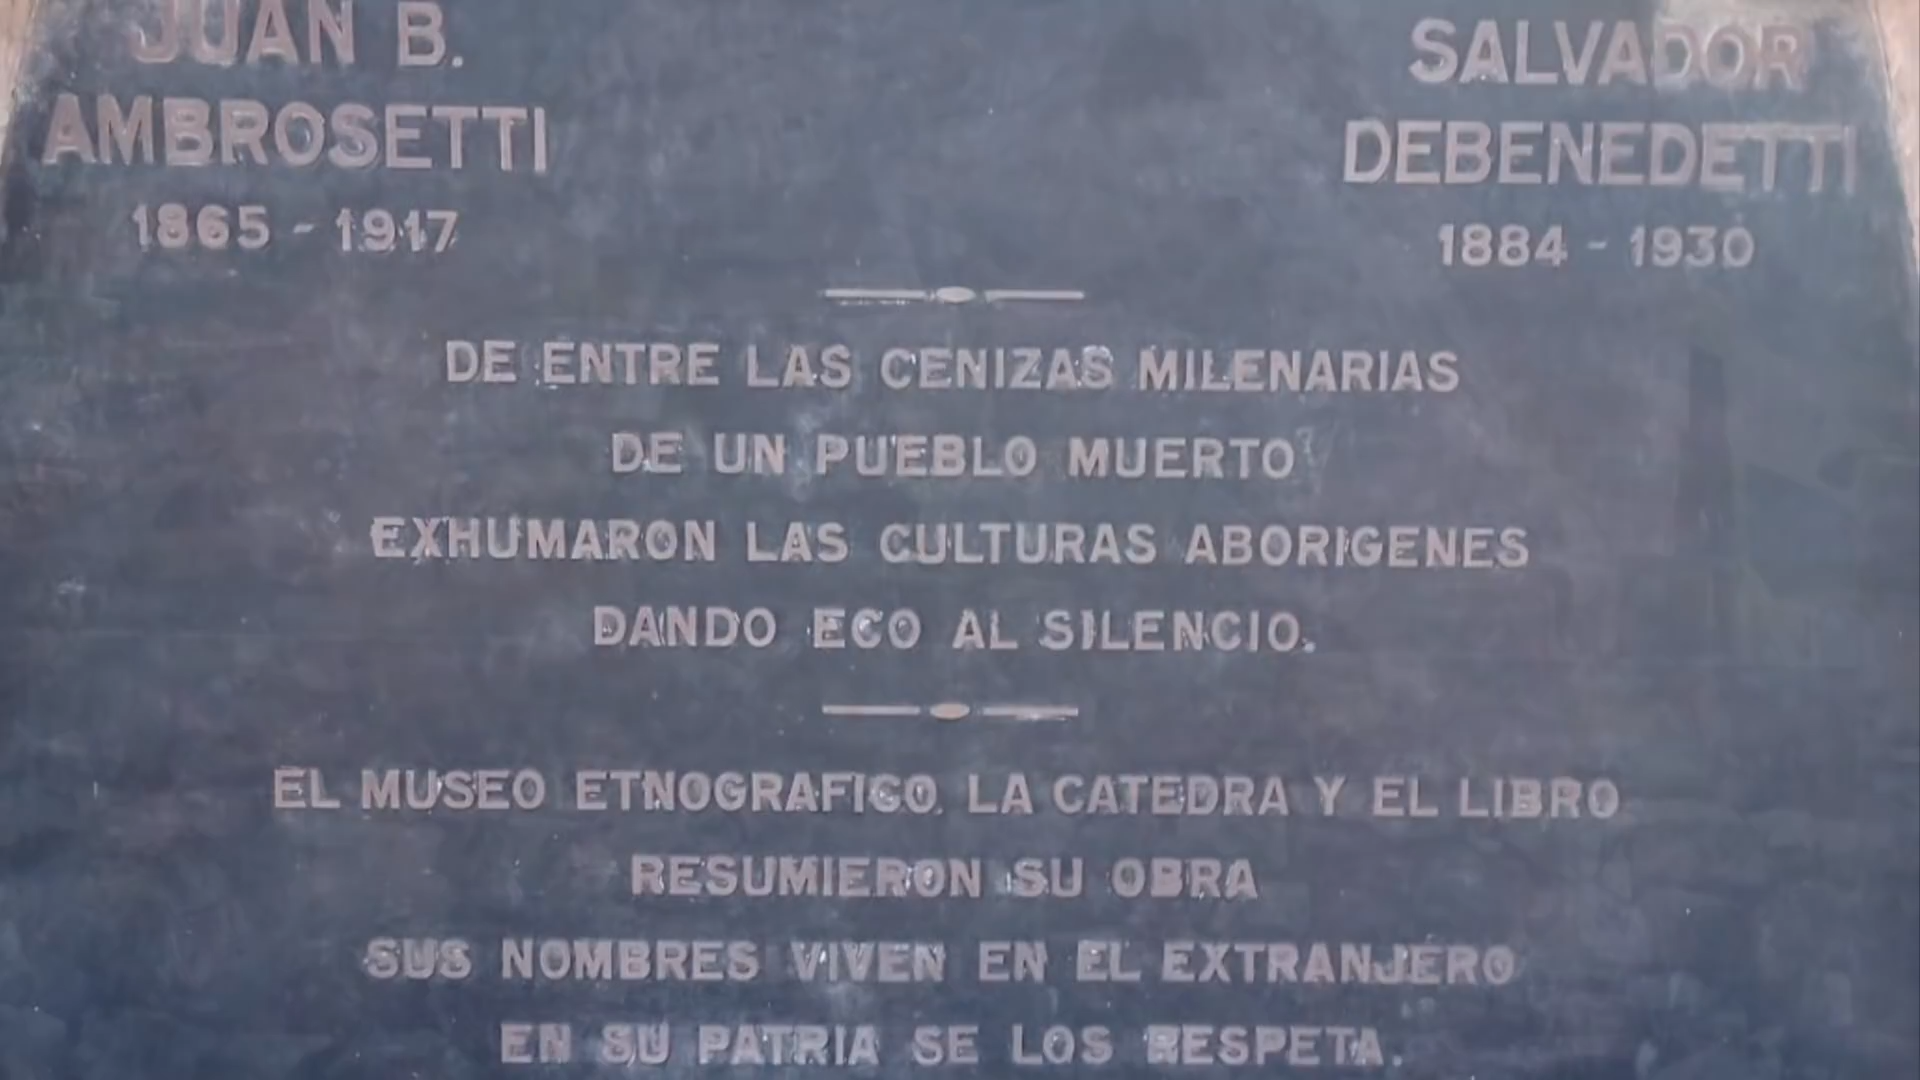 JUAN B.
AMBROSETTI
1865 - 1917
SALVADOR
DEBENEDETTI
1884 - 1930
DE ENTRE LAS CENIZAS MILENARIAS
DE UN PUEBLO MUERTO
EXHUMARON LAS CULTURAS ABORIGENES
DANDO ECO AL SILENCIO.
EL MUSEO ETNOGRAFICO, LA CATEDRA Y EL LIBRO
RESUMIERON SU OBRA
SUS NOMBRES VIVEN EN EL EXTRANJERO
EN SU PATRIA SE LOS RESPETA.